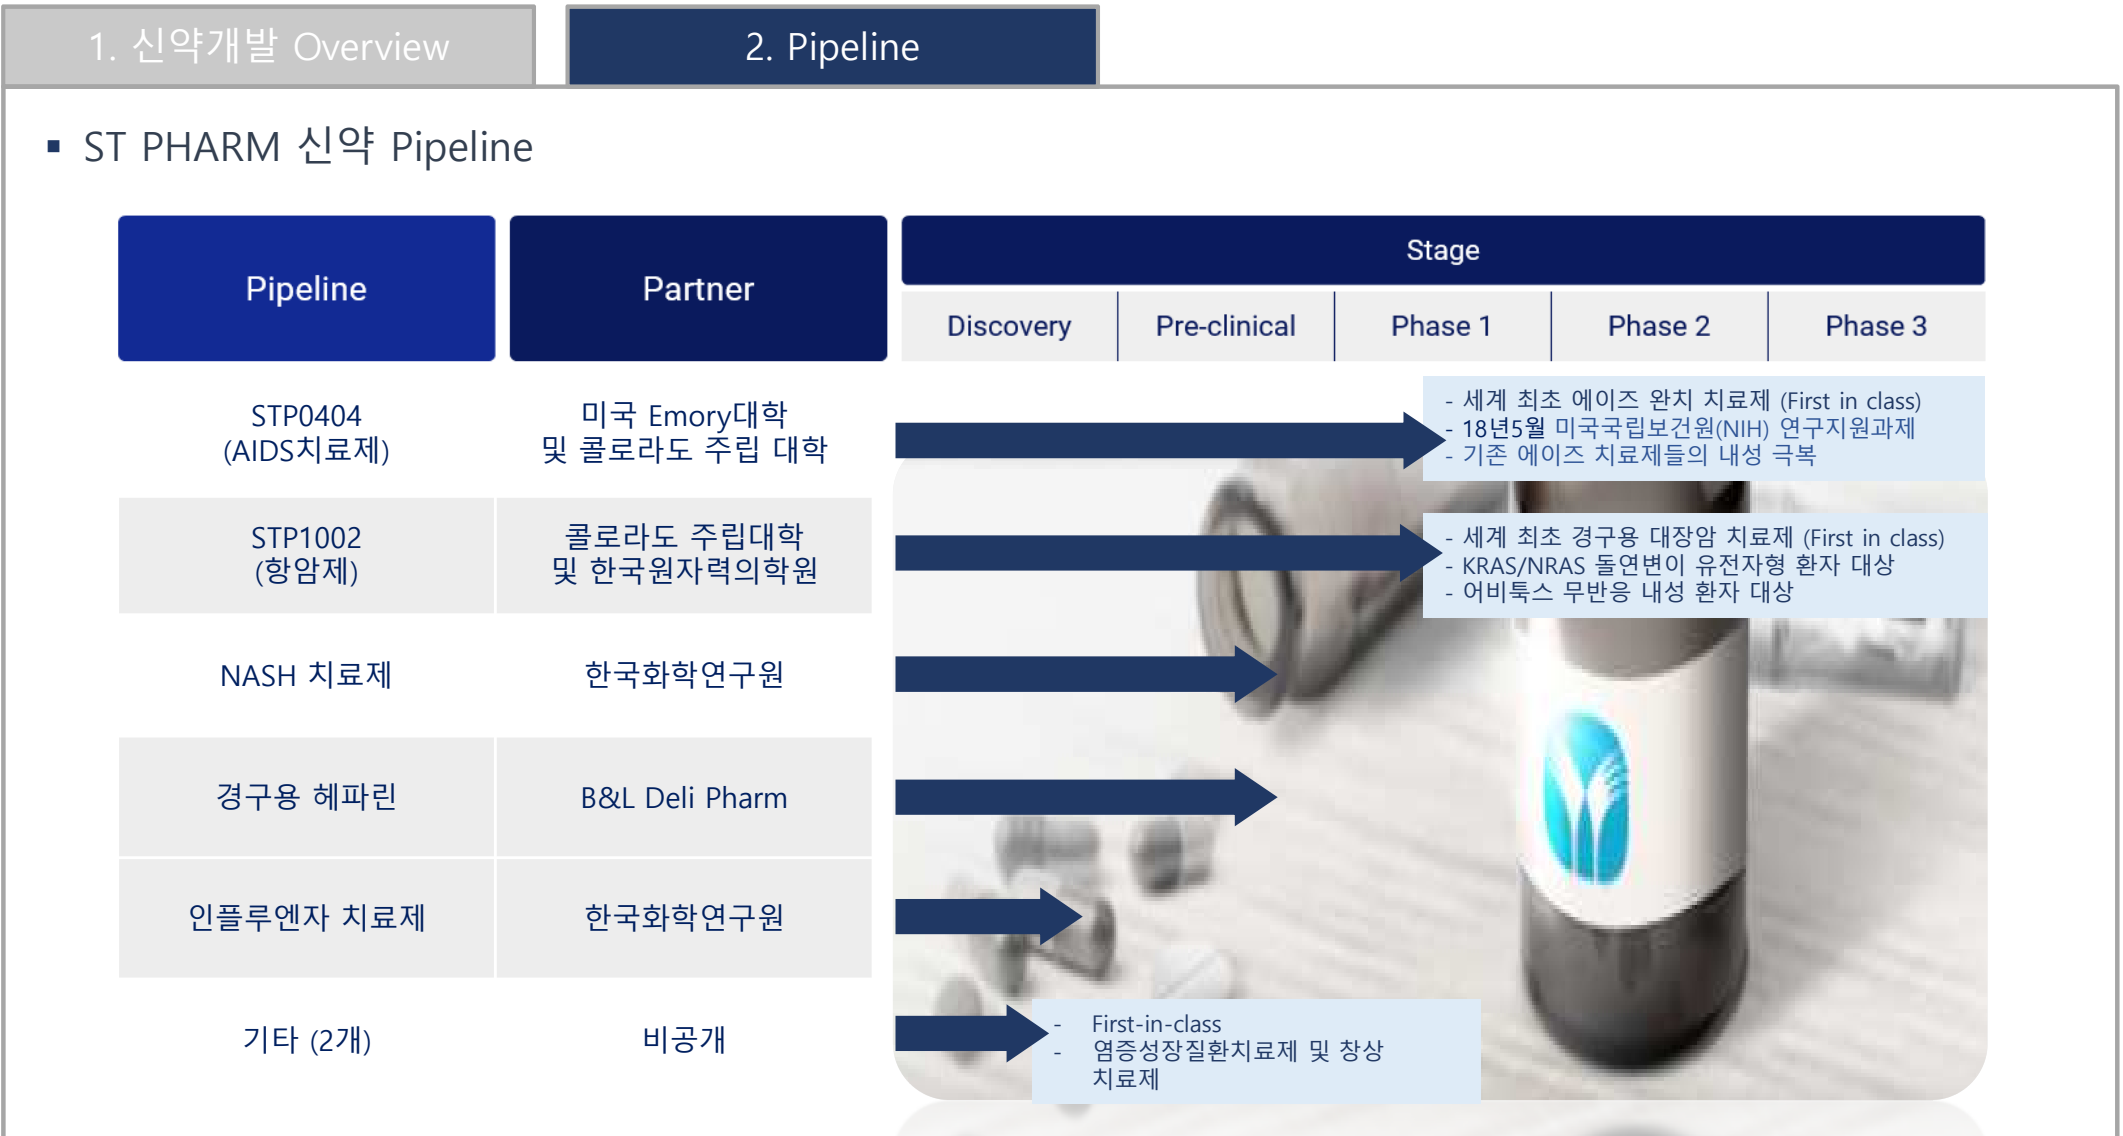 1. 신약개발 Overview
2. Pipeline
▪ ST PHARM 신약 Pipeline
Pipeline
Partner
Stage
Discovery
Pre-clinical
Phase 1
Phase 2
Phase 3
STP0404
(AIDS치료제)
미국 Emory대학
및 콜로라도 주립 대학
- 세계 최초 에이즈 완치 치료제 (First in class)
- 18년5월 미국국립보건원(NIH) 연구지원과제
- 기존 에이즈 치료제들의 내성 극복
STP1002
(항암제)
콜로라도 주립대학
및 한국원자력의학원
- 세계 최초 경구용 대장암 치료제 (First in class)
- KRAS/NRAS 돌연변이 유전자형 환자 대상
- 어비툭스 무반응 내성 환자 대상
NASH 치료제
한국화학연구원
경구용 헤파린
B&L Deli Pharm
인플루엔자 치료제
한국화학연구원
기타 (2개)
비공개
- First-in-class
- 염증성장질환치료제 및 창상
치료제